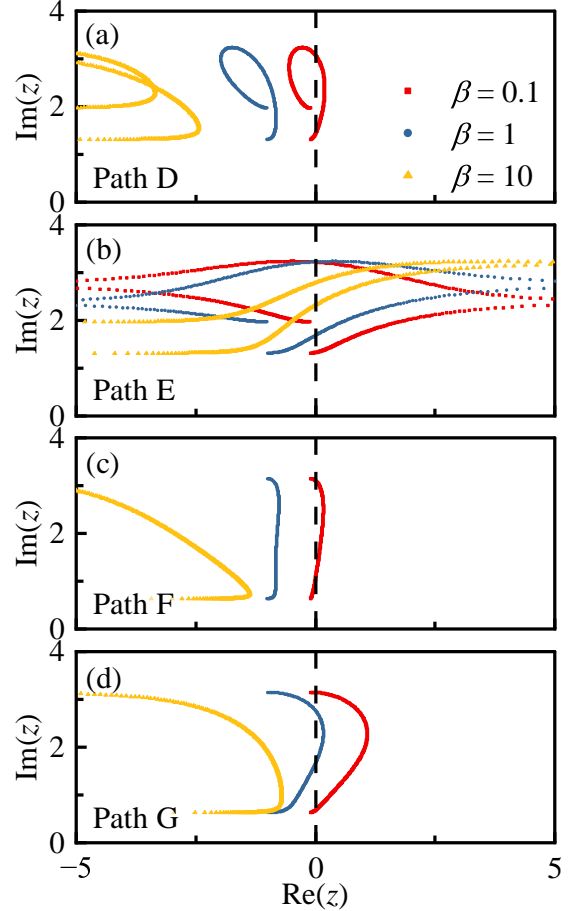 4
(a)
Im(z)
2
β = 0.1
β = 1
β = 10
Path D
0
4
(b)
Im(z)
2
Path E
0
4
(c)
Im(z)
2
Path F
0
4
(d)
Im(z)
2
Path G
0
−5
0
5
Re(z)